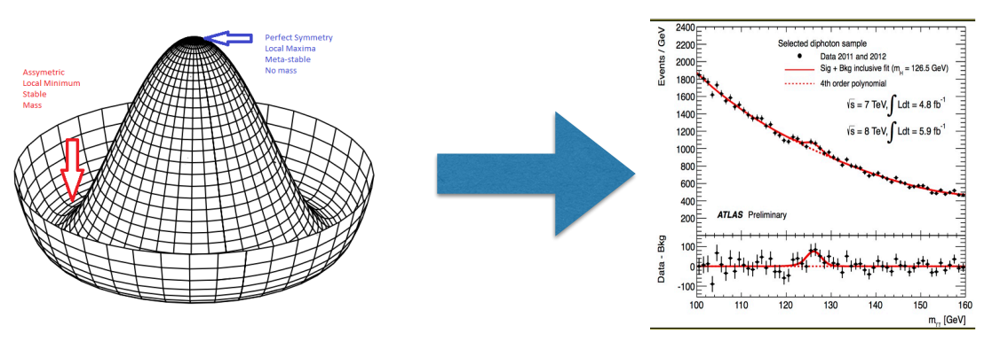 Perfect Symmetry
Local Maxima
Meta-stable
No mass
Assymetric
Local Minimum
Stable
Mass
Events / GeV
2400
2200
2000
1800
1600
1400
1200
1000
800
600
400
200
Selected diphoton sample
Data 2011 and 2012
Sig + Bkg inclusive fit (m_H = 126.5 GeV)
4th order polynomial
√s = 7 TeV, ∫ Ldt = 4.8 fb⁻¹
√s = 8 TeV, ∫ Ldt = 5.9 fb⁻¹
ATLAS Preliminary
Data - Bkg
100
0
-100
100 110 120 130 140 150 160
m_γγ [GeV]